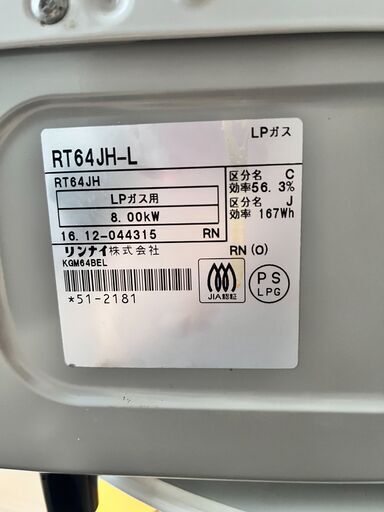 LPガス
RT64JH-L
RT64JH
LPガス用
8.00kW
16.12-044315 RN
リンナイ株式会社
KGM64BEL
*51-2181
区分名 C
効率56.3%
区分名 J
効率 167Wh
RN(O)
JIA認証
PS
LPG